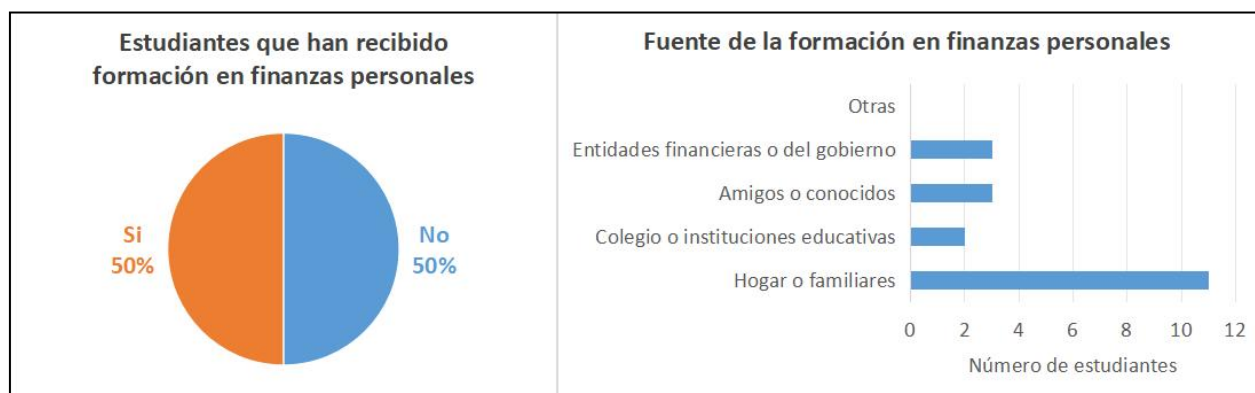 Estudiantes que han recibido
formación en finanzas personales
Si
50%
No
50%
Fuente de la formación en finanzas personales
Otras
Entidades financieras o del gobierno
Amigos o conocidos
Colegio o instituciones educativas
Hogar o familiares
0 2 4 6 8 10 12
Número de estudiantes